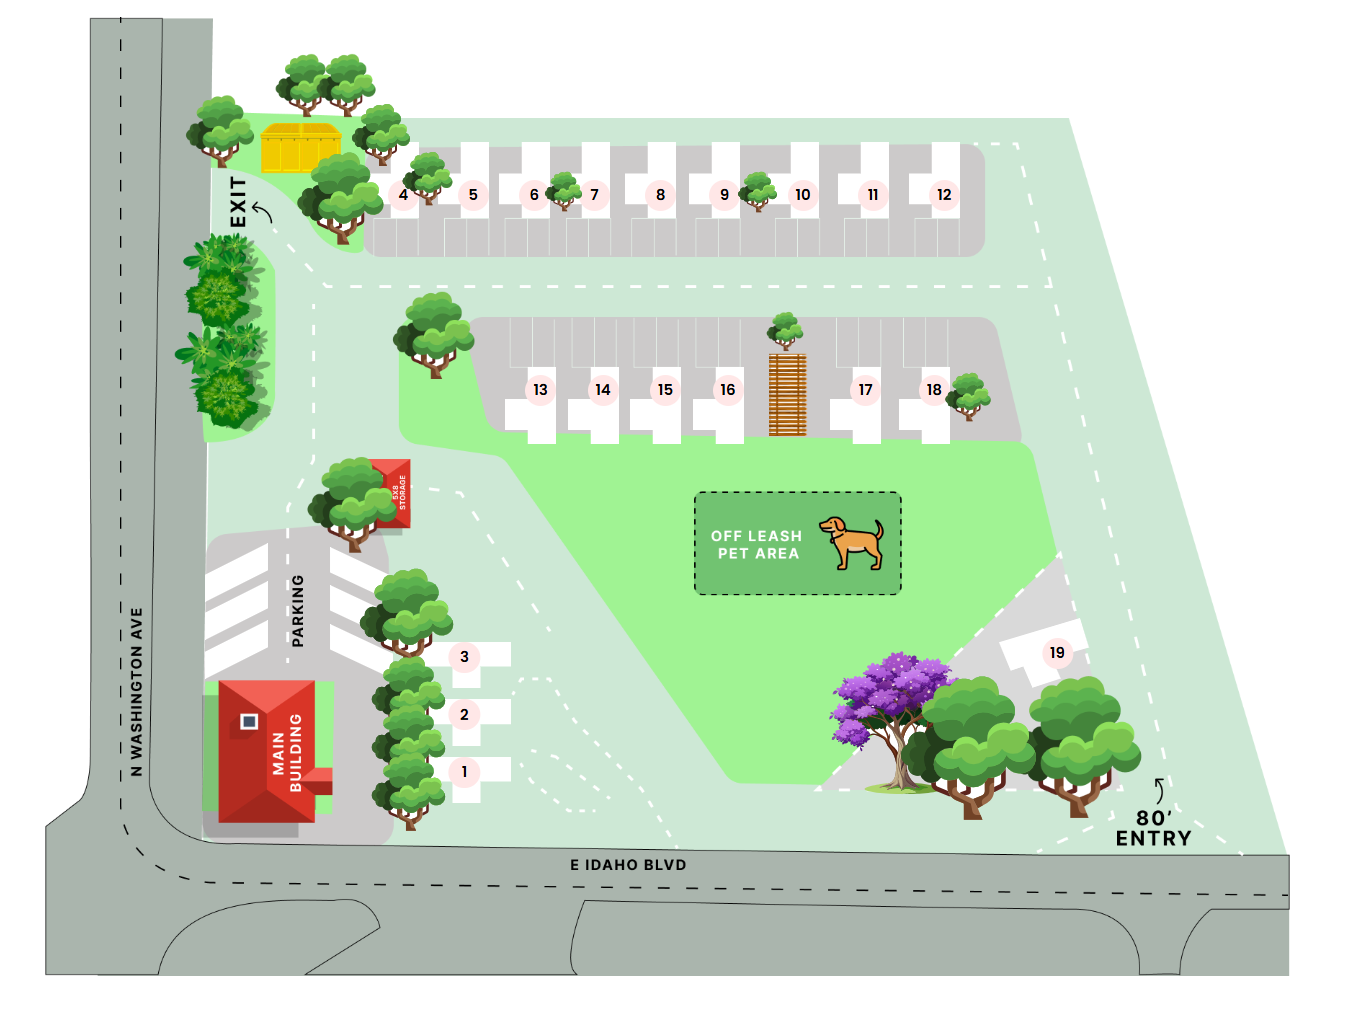 EXIT
4
5
6
7
8
9
10
11
12
13
14
15
16
17
18
5X8
STORAGE
OFF LEASH
PET AREA
PARKING
N WASHINGTON AVE
MAIN
BUILDING
3
2
1
19
80'
ENTRY
E IDAHO BLVD